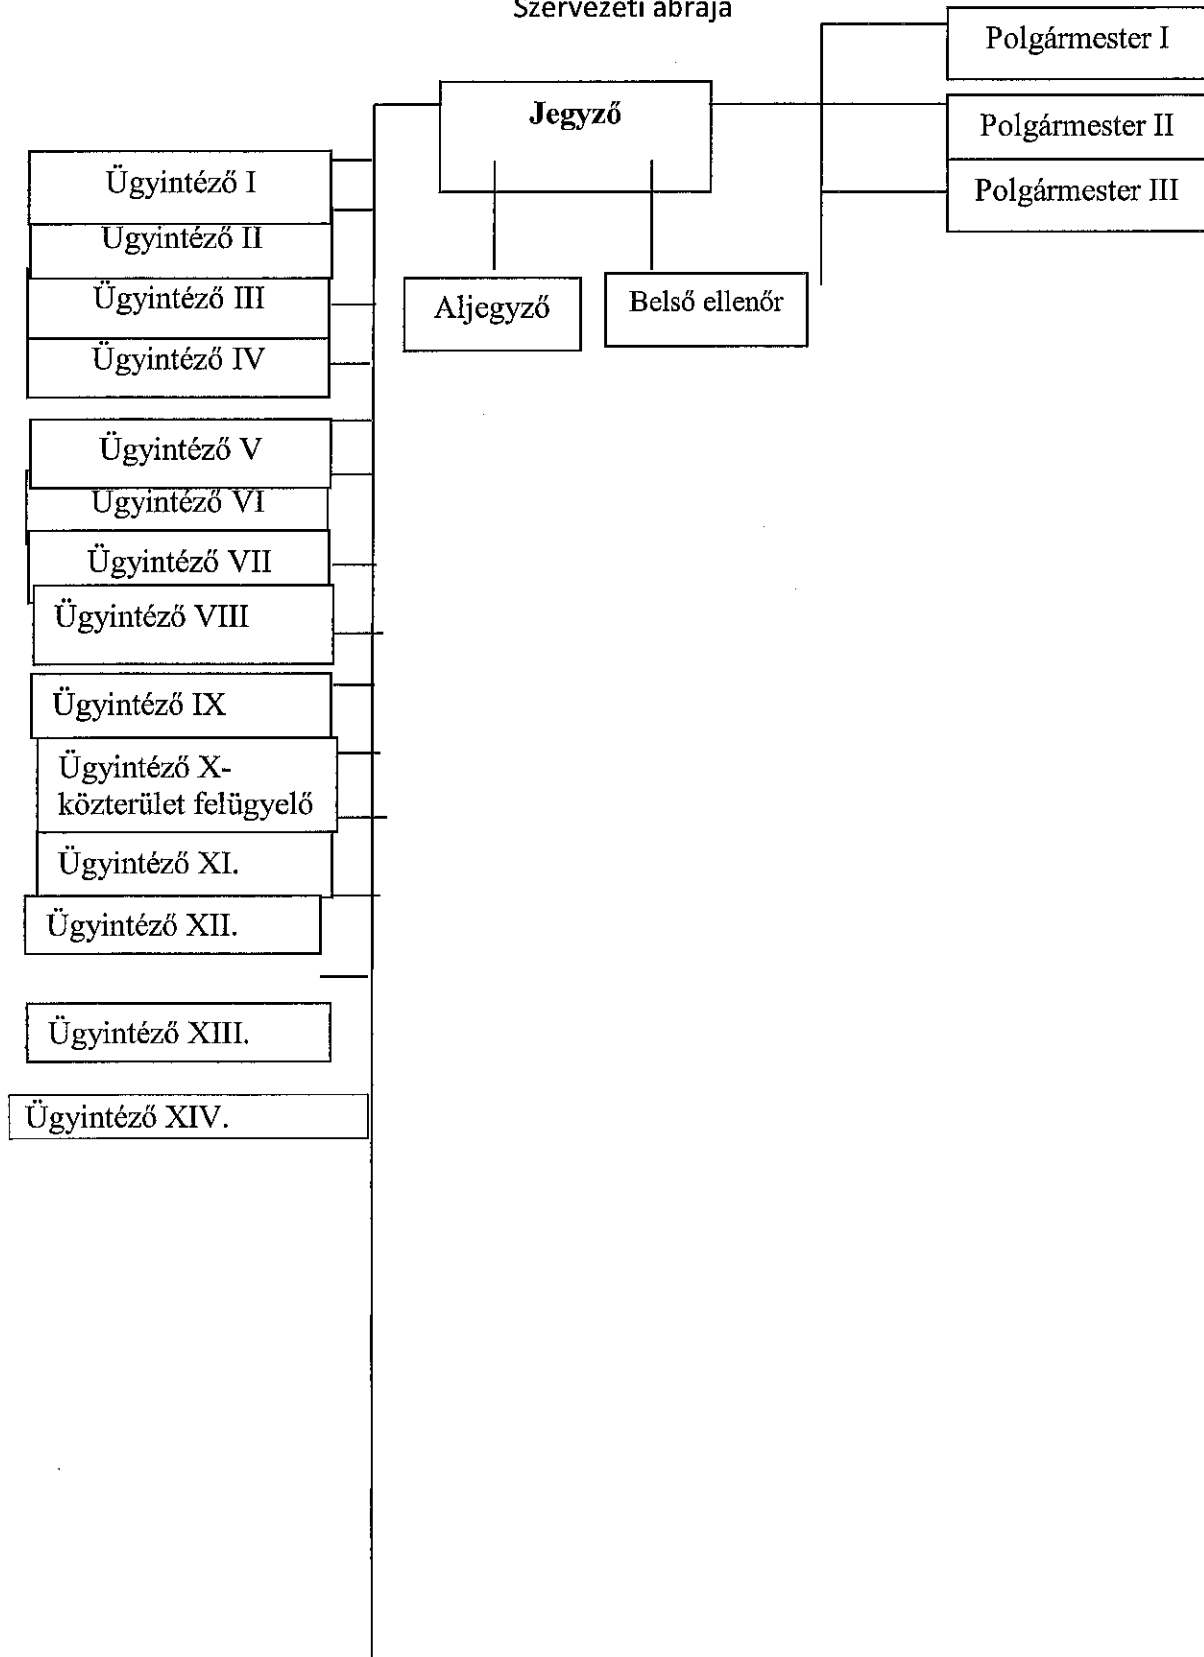 Szervezeti ábrája
Polgármester I
Jegyző
Polgármester II
Polgármester III
Ügyintéző I
Ügyintéző II
Ügyintéző III
Ügyintéző IV
Aljegyző
Belső ellenőr
Ügyintéző V
Ügyintéző VI
Ügyintéző VII
Ügyintéző VIII
Ügyintéző IX
Ügyintéző X-
közterület felügyelő
Ügyintéző XI.
Ügyintéző XII.
Ügyintéző XIII.
Ügyintéző XIV.